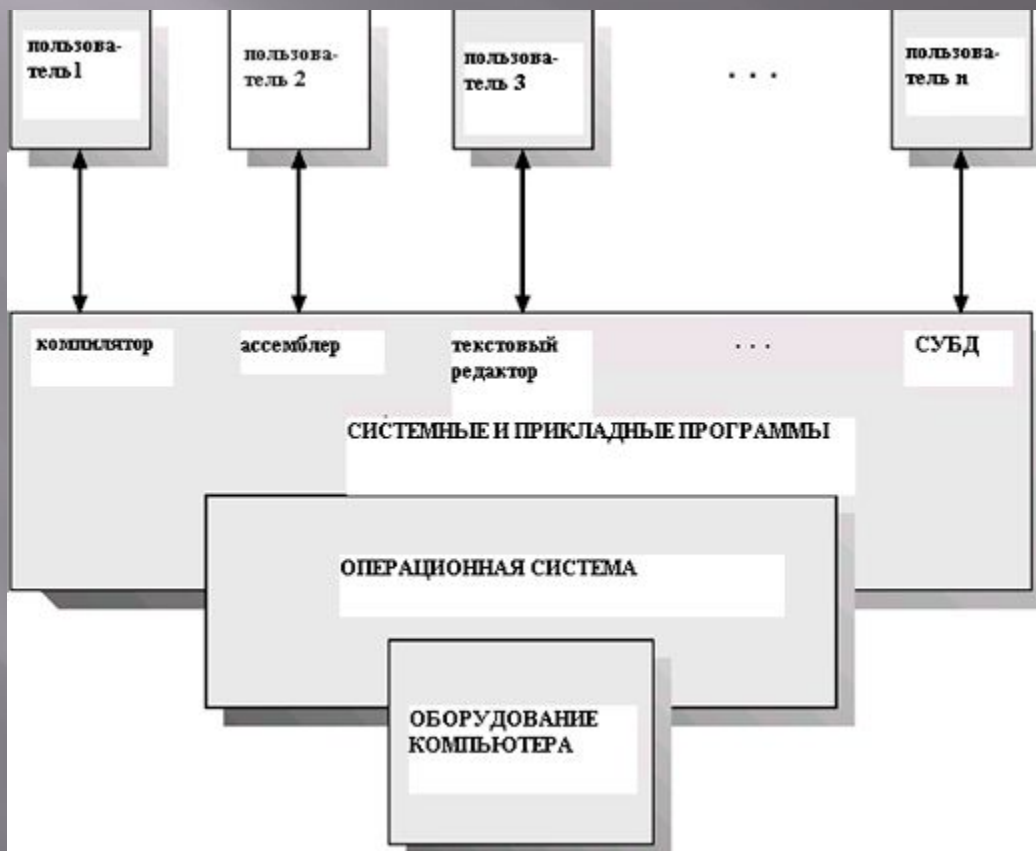 пользова-
тель1
пользова-
тель 2
пользова-
тель 3
. . .
пользова-
тель n
компилятор
ассемблер
текстовый
редактор
. . .
СУБД
СИСТЕМНЫЕ И ПРИКЛАДНЫЕ ПРОГРАММЫ
ОПЕРАЦИОННАЯ СИСТЕМА
ОБОРУДОВАНИЕ
КОМПЬЮТЕРА